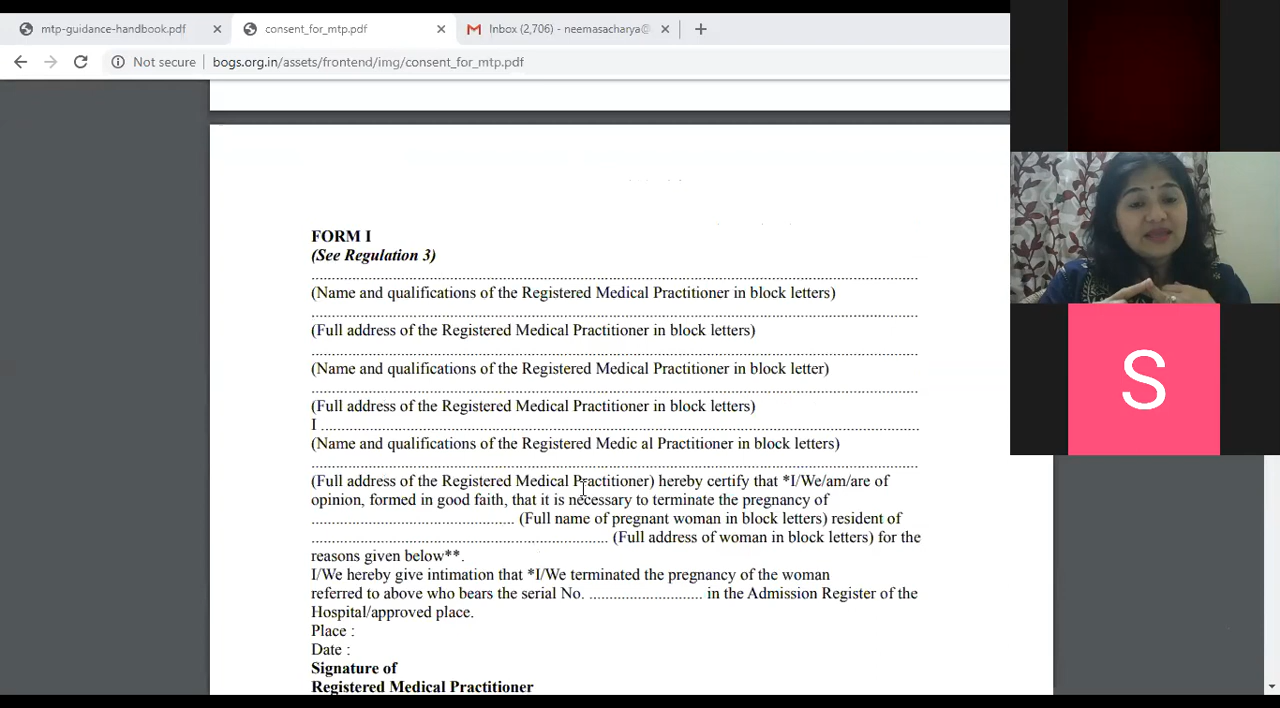 mtp-guidance-handbook.pdf
consent_for_mtp.pdf
Inbox (2,706) - neemasacharya@
Not secure
bogs.org.in/assets/frontend/img/consent_for_mtp.pdf
FORM I
(See Regulation 3)
(Name and qualifications of the Registered Medical Practitioner in block letters)
(Full address of the Registered Medical Practitioner in block letters)
(Name and qualifications of the Registered Medical Practitioner in block letter)
(Full address of the Registered Medical Practitioner in block letters)
I ........................................................................
(Name and qualifications of the Registered Medic al Practitioner in block letters)
(Full address of the Registered Medical Practitioner) hereby certify that *I/We/am/are of
opinion, formed in good faith, that it is necessary to terminate the pregnancy of
.................................................. (Full name of pregnant woman in block letters) resident of
......................................................................... (Full address of woman in block letters) for the
reasons given below**.
I/We hereby give intimation that *I/We terminated the pregnancy of the woman
referred to above who bears the serial No. ............................ in the Admission Register of the
Hospital/approved place.
Place :
Date :
Signature of
Registered Medical Practitioner
S